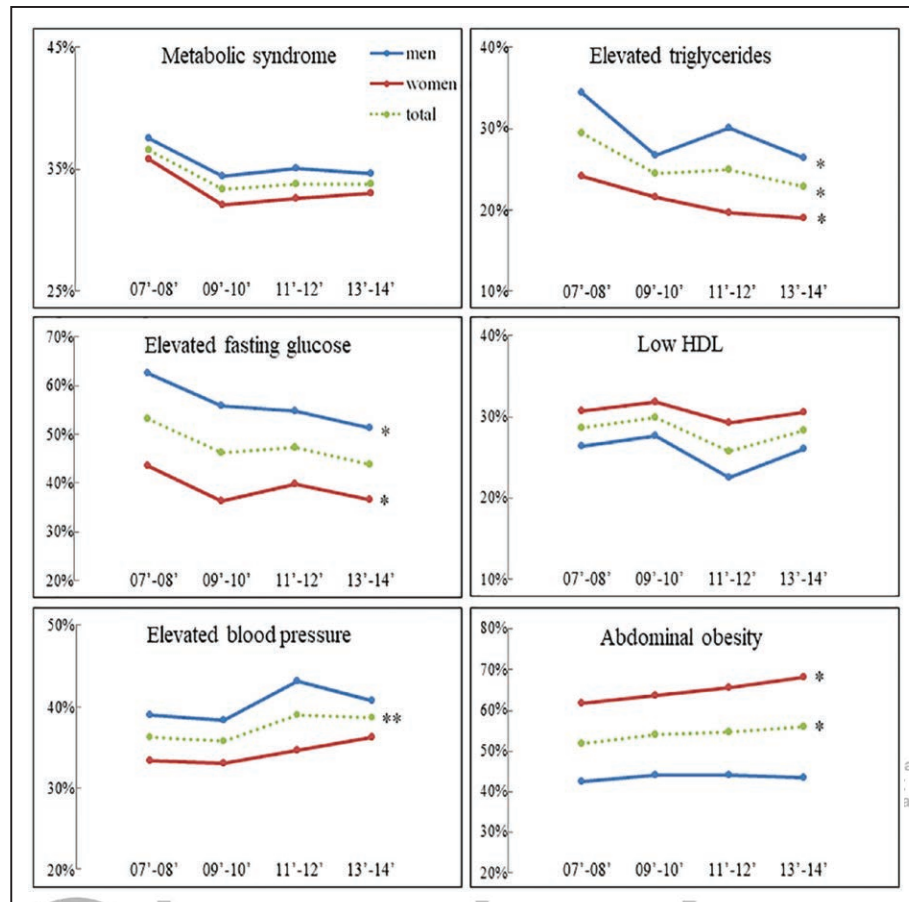 Metabolic syndrome
men
women
total
45%
35%
25%
07’-08’ 09’-10’ 11’-12’ 13’-14’
Elevated triglycerides
40%
30%
20%
10%
*
*
*
07’-08’ 09’-10’ 11’-12’ 13’-14’
Elevated fasting glucose
70%
60%
50%
40%
30%
20%
*
*
07’-08’ 09’-10’ 11’-12’ 13’-14’
Low HDL
40%
30%
20%
10%
07’-08’ 09’-10’ 11’-12’ 13’-14’
Elevated blood pressure
50%
40%
30%
20%
**
07’-08’ 09’-10’ 11’-12’ 13’-14’
Abdominal obesity
80%
70%
60%
50%
40%
30%
20%
*
*
07’-08’ 09’-10’ 11’-12’ 13’-14’